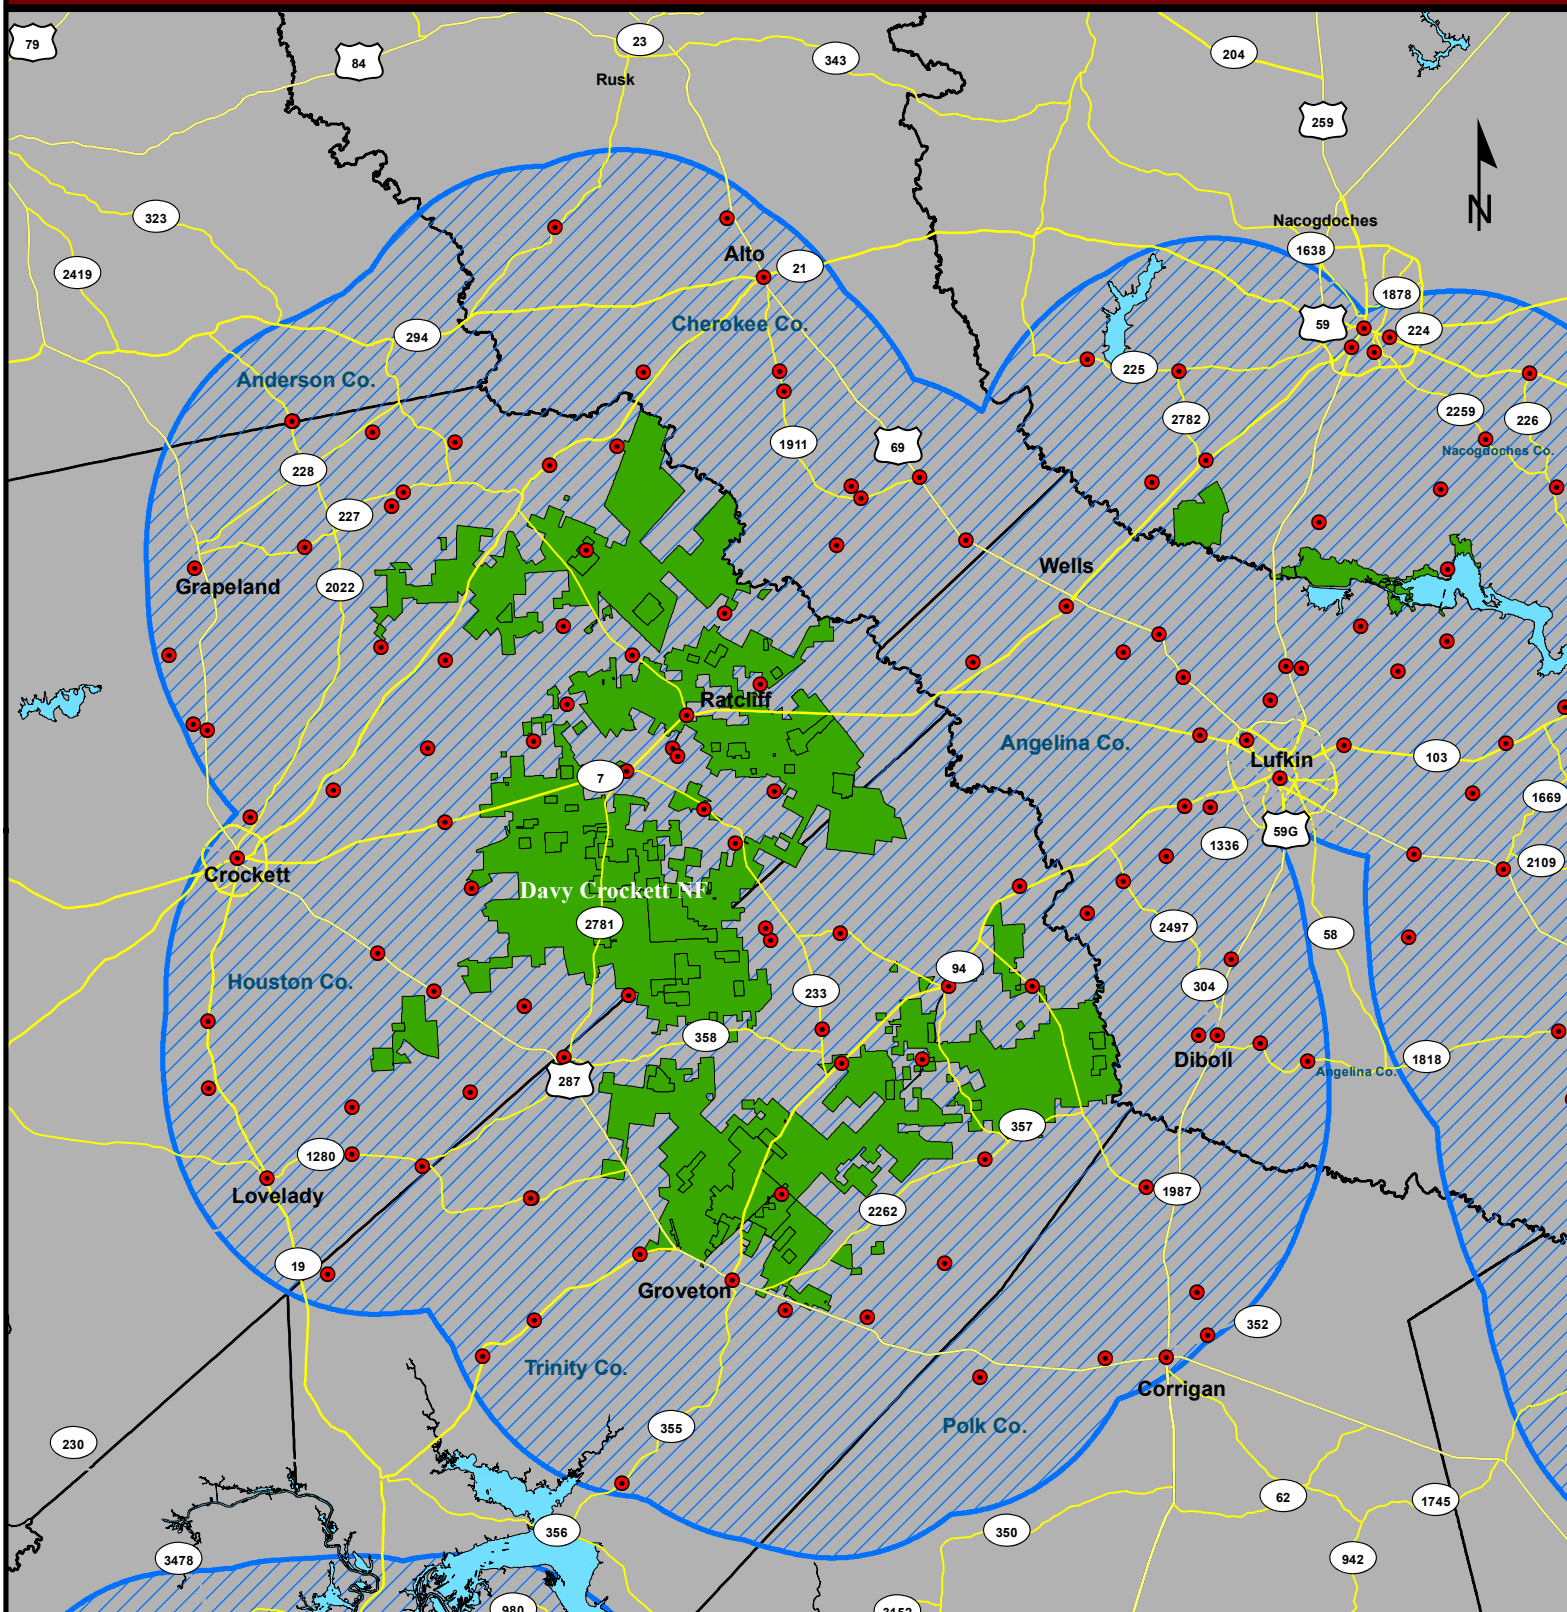 79
84
23
Rusk
343
204
259
N
323
Nacogdoches
1638
2419
Alto
21
1878
Cherokee Co.
59
224
294
225
Anderson Co.
2782
2259
226
1911
69
Nacogdoches Co.
228
227
Wells
Grapeland
2022
Ratcliff
Angelina Co.
Lufkin
103
7
1669
59G
1336
2109
Crockett
Davy Crockett NF
2781
2497
58
94
Houston Co.
304
233
358
Diboll
1818
287
Angelina Co.
357
1280
Lovelady
1987
2262
19
Groveton
352
Trinity Co.
Corrigan
355
Polk Co.
230
62
1745
356
350
3478
942
980
3152